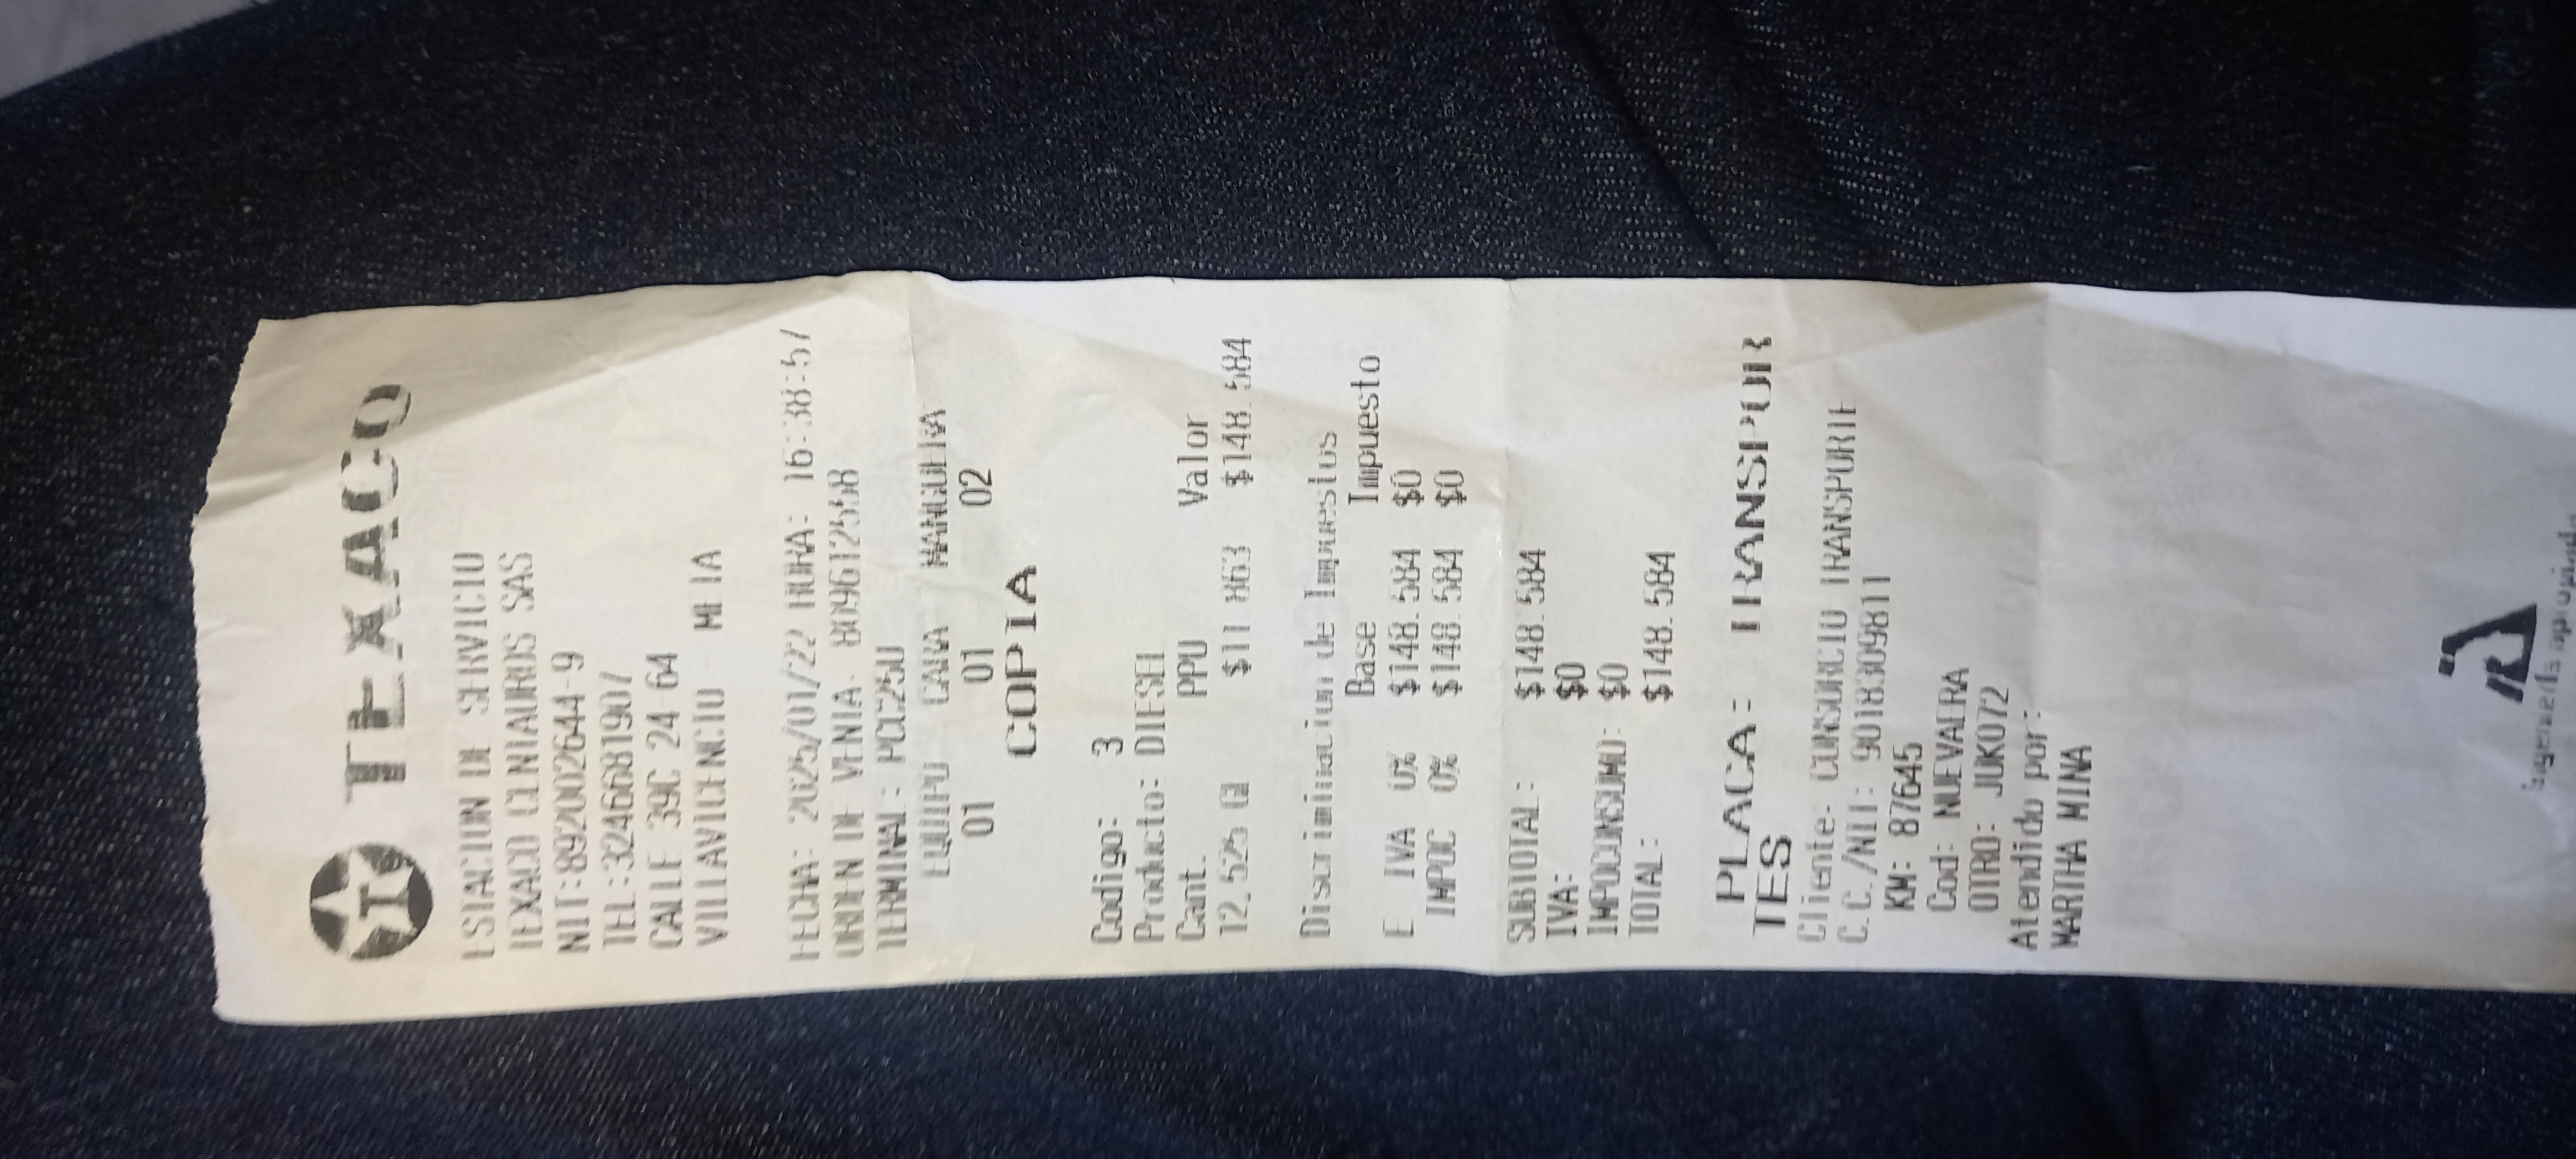 TEXACO
ESTACION DE SERVICIO
TEXACO CENTAUROS SAS
NIT:892002644-9
TEL:3246681907
CALLE 39C 24 64
VILLAVICENCIO META
FECHA: 2025/01/22 HORA: 16:38:57
ORDEN DE VENTA: 809612558
TERMINAL: POC250
EQUIPO CARA MANGUERA
01 01 02
COPIA
Codigo: 3
Producto: DIESEL
Cant. PPU Valor
12.525 G $11.863 $148.584
Discriminacion de Impuestos
Base Impuesto
E IVA 0% $148.584 $0
IMPOC 0% $148.584 $0
SUBTOTAL: $148.584
IVA: $0
IMPOCONSUMO: $0
TOTAL: $148.584
PLACA: TRANSPOR
TES
Cliente: CONSORCIO TRANSPORTE
C.C./NIT: 901830981
KM: 87645
Cod: NUEVAERA
OTRO: JUK072
Atendido por:
MARTHA MINA